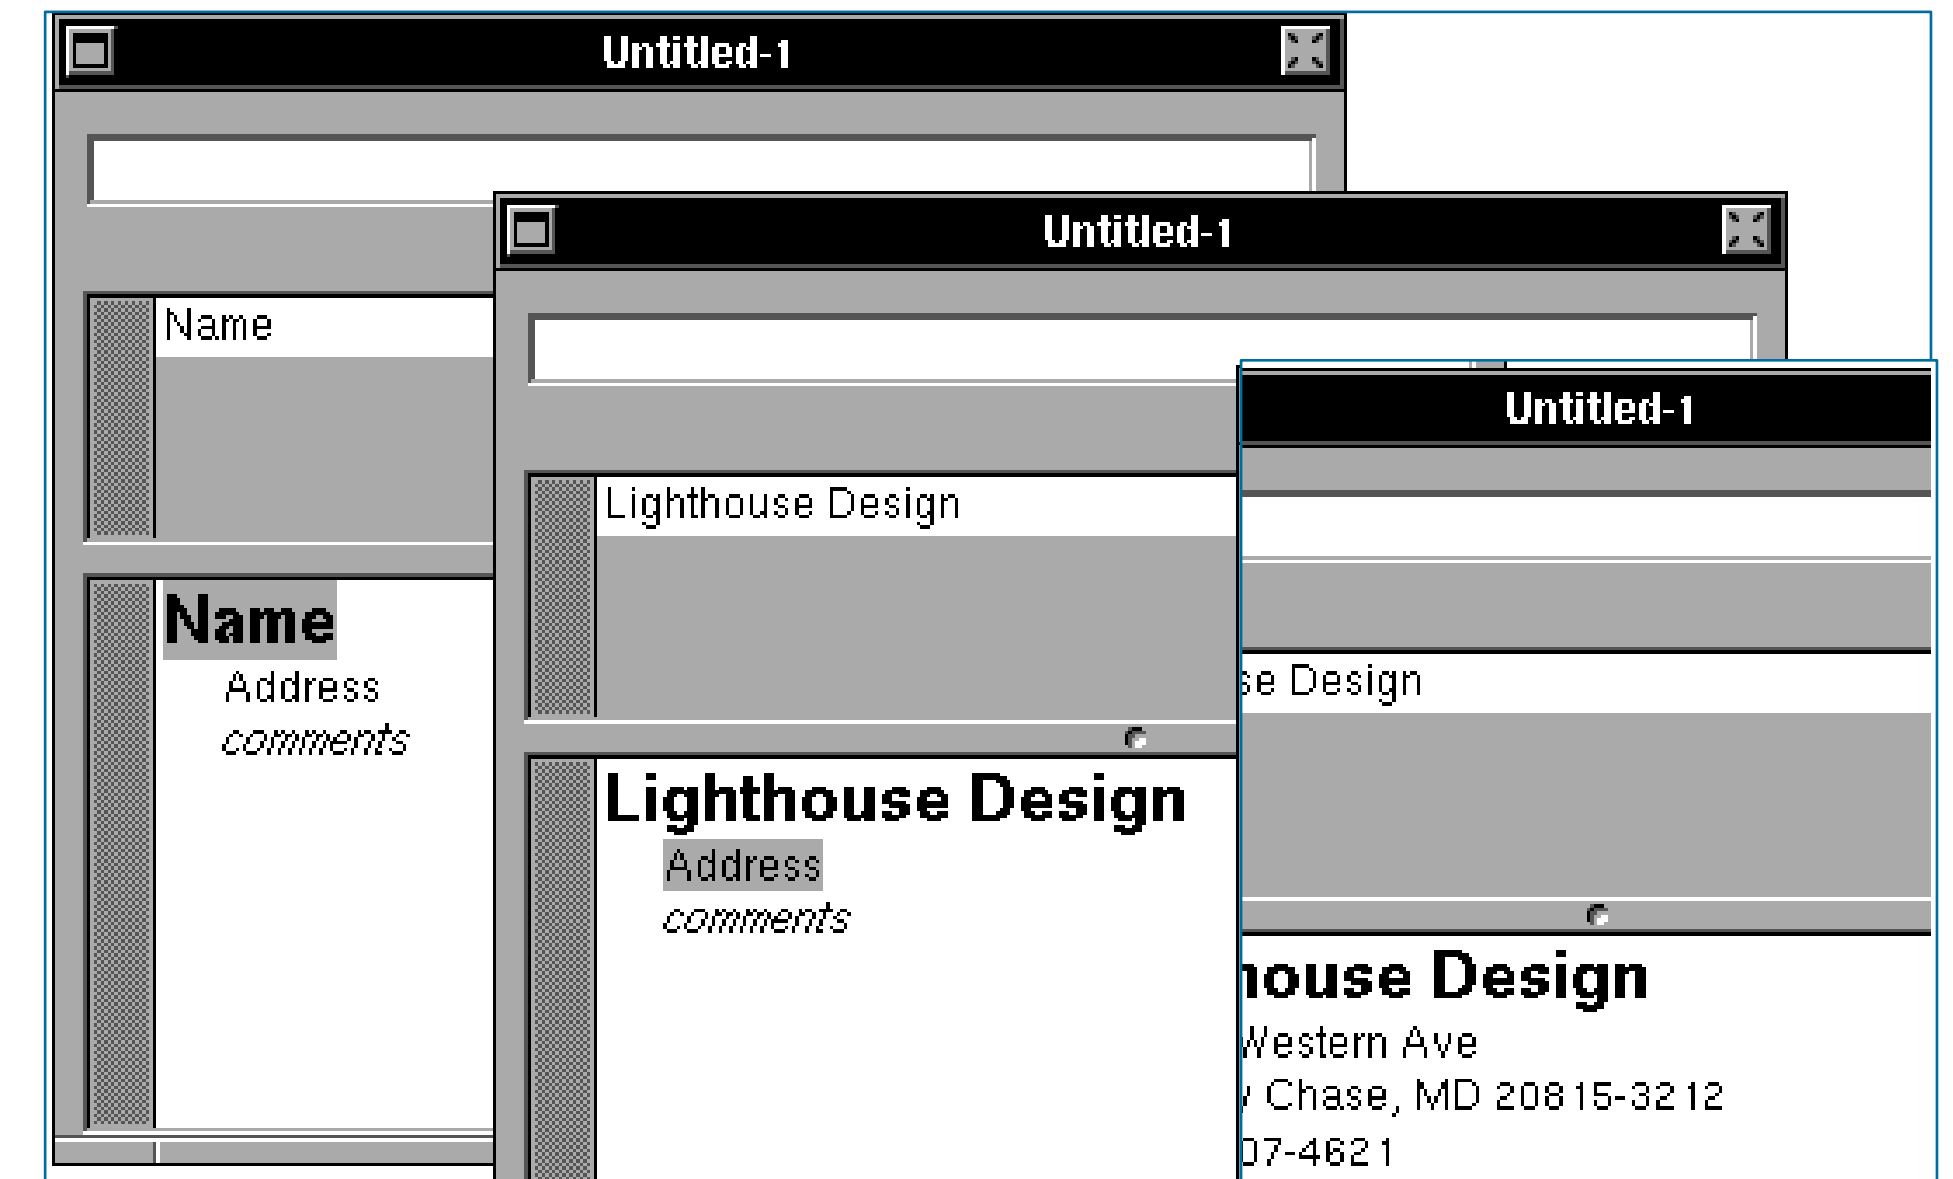 Untitled-1
Name
Name
Address
comments
Untitled-1
Lighthouse Design
Lighthouse Design
Address
comments
Untitled-1
se Design
house Design
Western Ave
Chase, MD 20815-3212
07-4621